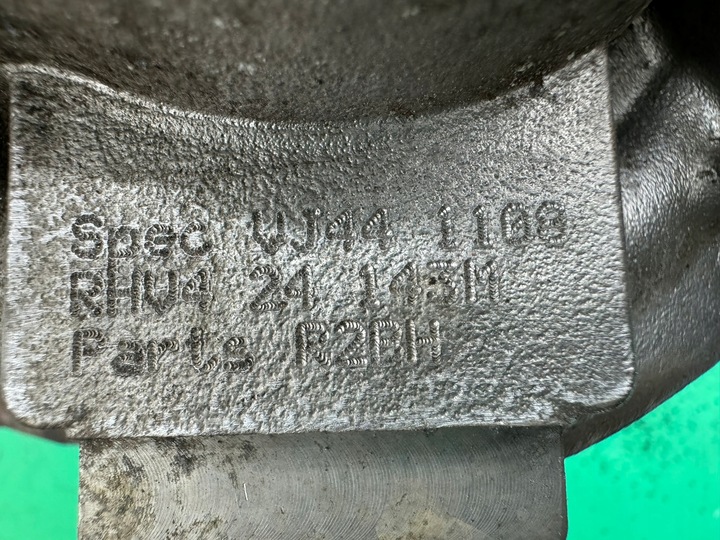 Spec VJ44 1108
RHV4 24 145M
Parts R2BH